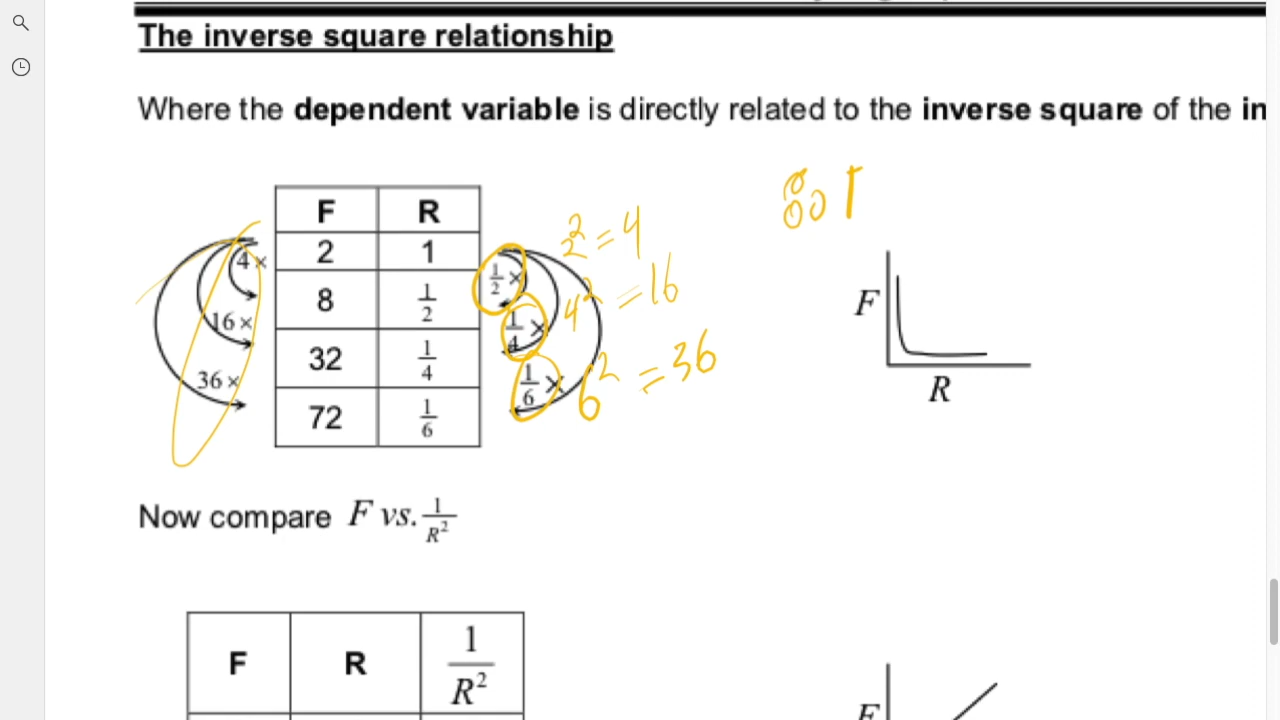 The inverse square relationship
Where the dependent variable is directly related to the inverse square of the in
F R
2 1
8 1/2
32 1/4
72 1/6
4 ×
16 ×
36 ×
1/2 ×
1/4 ×
1/6 ×
2² = 4
4² = 16
6² = 36
F
R
Now compare F vs. 1/R²
F R 1/R²
F